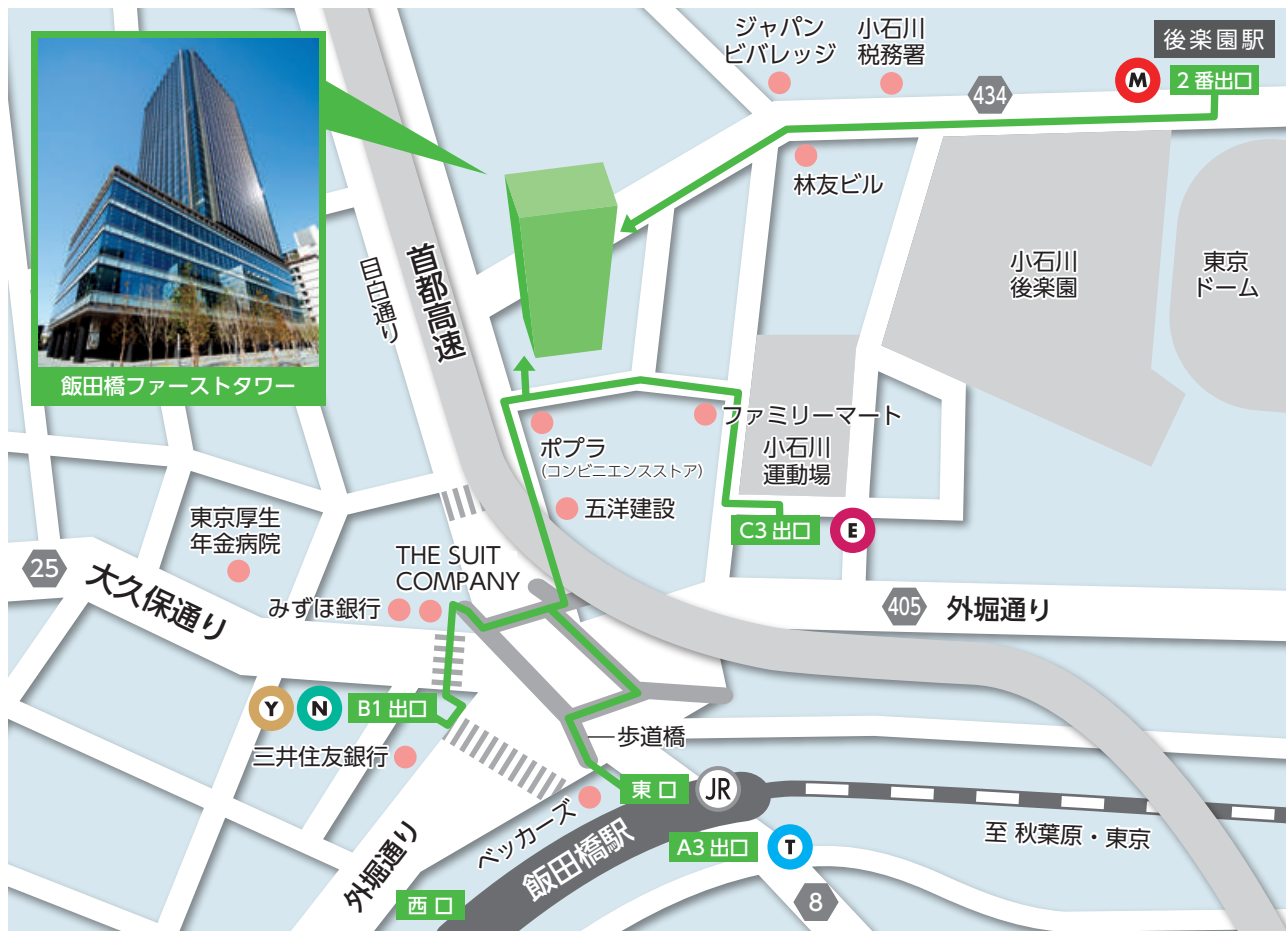 ジャパン
ビバレッジ
小石川
税務署
後楽園駅
M
2番出口
434
林友ビル
小石川
後楽園
東京
ドーム
首都高速
目白通り
飯田橋ファーストタワー
ファミリーマート
ポプラ
(コンビニエンスストア)
小石川
運動場
五洋建設
C3出口
E
東京厚生
年金病院
25
大久保通り
THE SUIT
COMPANY
みずほ銀行
405
外堀通り
Y
N
B1出口
三井住友銀行
歩道橋
東口
JR
ベッカーズ
飯田橋駅
A3出口
T
至 秋葉原・東京
外堀通り
西口
8